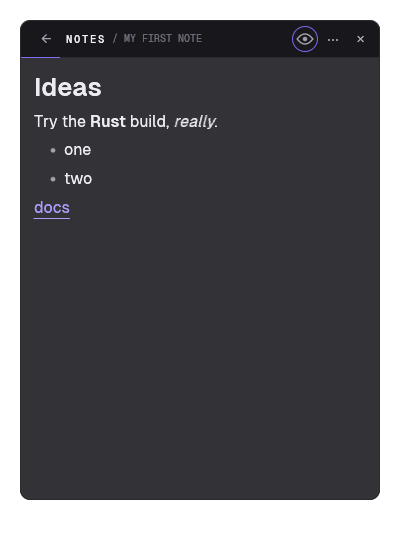 NOTES / MY FIRST NOTE
Ideas
Try the Rust build, really.
• one
• two
docs